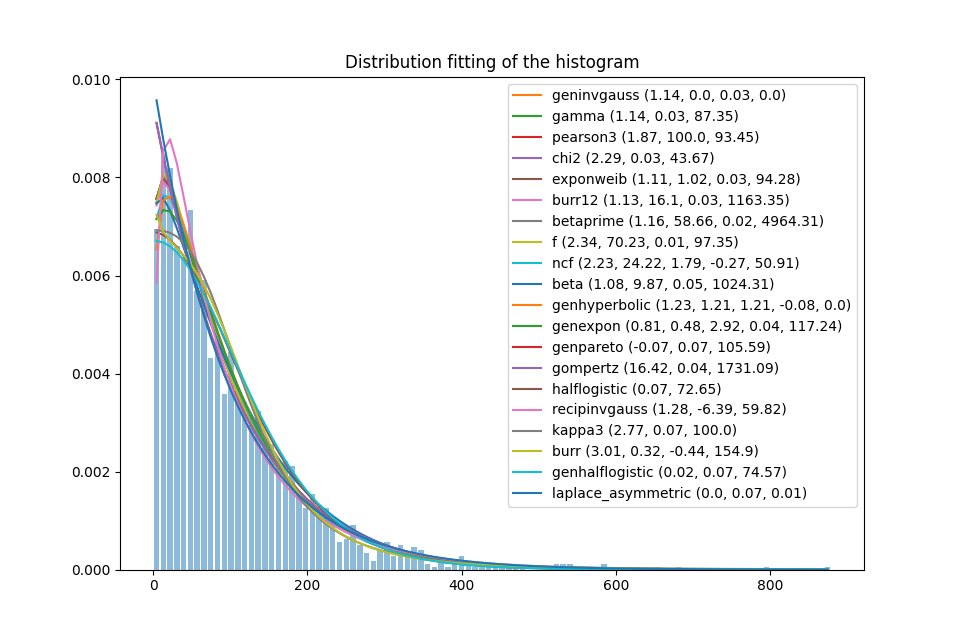 Distribution fitting of the histogram
0.010
0.008
0.006
0.004
0.002
0.000
0
200
400
600
800
geninvgauss (1.14, 0.0, 0.03, 0.0)
gamma (1.14, 0.03, 87.35)
pearson3 (1.87, 100.0, 93.45)
chi2 (2.29, 0.03, 43.67)
exponweib (1.11, 1.02, 0.03, 94.28)
burr12 (1.13, 16.1, 0.03, 1163.35)
betaprime (1.16, 58.66, 0.02, 4964.31)
f (2.34, 70.23, 0.01, 97.35)
ncf (2.23, 24.22, 1.79, -0.27, 50.91)
beta (1.08, 9.87, 0.05, 1024.31)
genhyperbolic (1.23, 1.21, 1.21, -0.08, 0.0)
genexpon (0.81, 0.48, 2.92, 0.04, 117.24)
genpareto (-0.07, 0.07, 105.59)
gompertz (16.42, 0.04, 1731.09)
halflogistic (0.07, 72.65)
recipinvgauss (1.28, -6.39, 59.82)
kappa3 (2.77, 0.07, 100.0)
burr (3.01, 0.32, -0.44, 154.9)
genhalflogistic (0.02, 0.07, 74.57)
laplace_asymmetric (0.0, 0.07, 0.01)